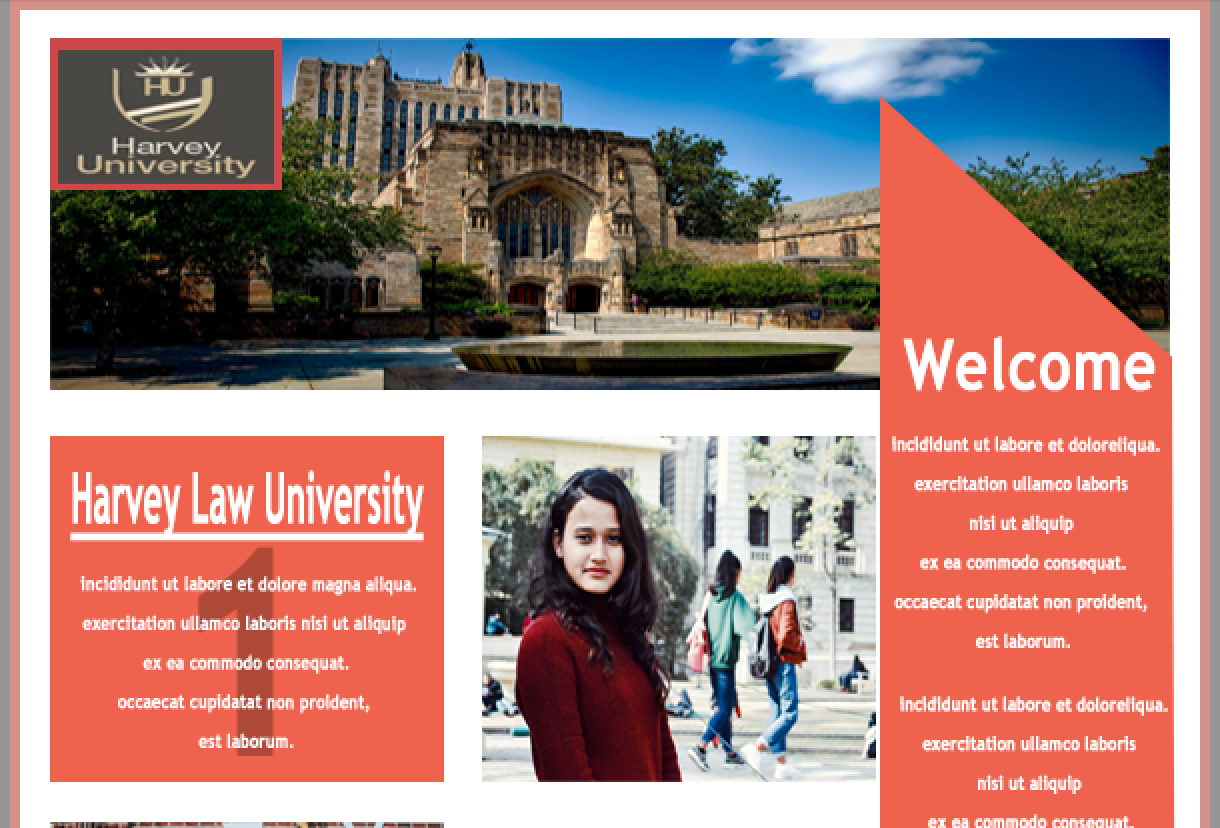 HU
Harvey
University
Welcome
incididunt ut labore et doloreliqua.
exercitation ullamco laboris
nisi ut aliquip
ex ea commodo consequat.
occaecat cupidatat non proident,
est laborum.
incididunt ut labore et doloreliqua.
exercitation ullamco laboris
nisi ut aliquip
ex ea commodo consequat.
Harvey Law University
1
incididunt ut labore et dolore magna aliqua.
exercitation ullamco laboris nisi ut aliquip
ex ea commodo consequat.
occaecat cupidatat non proident,
est laborum.